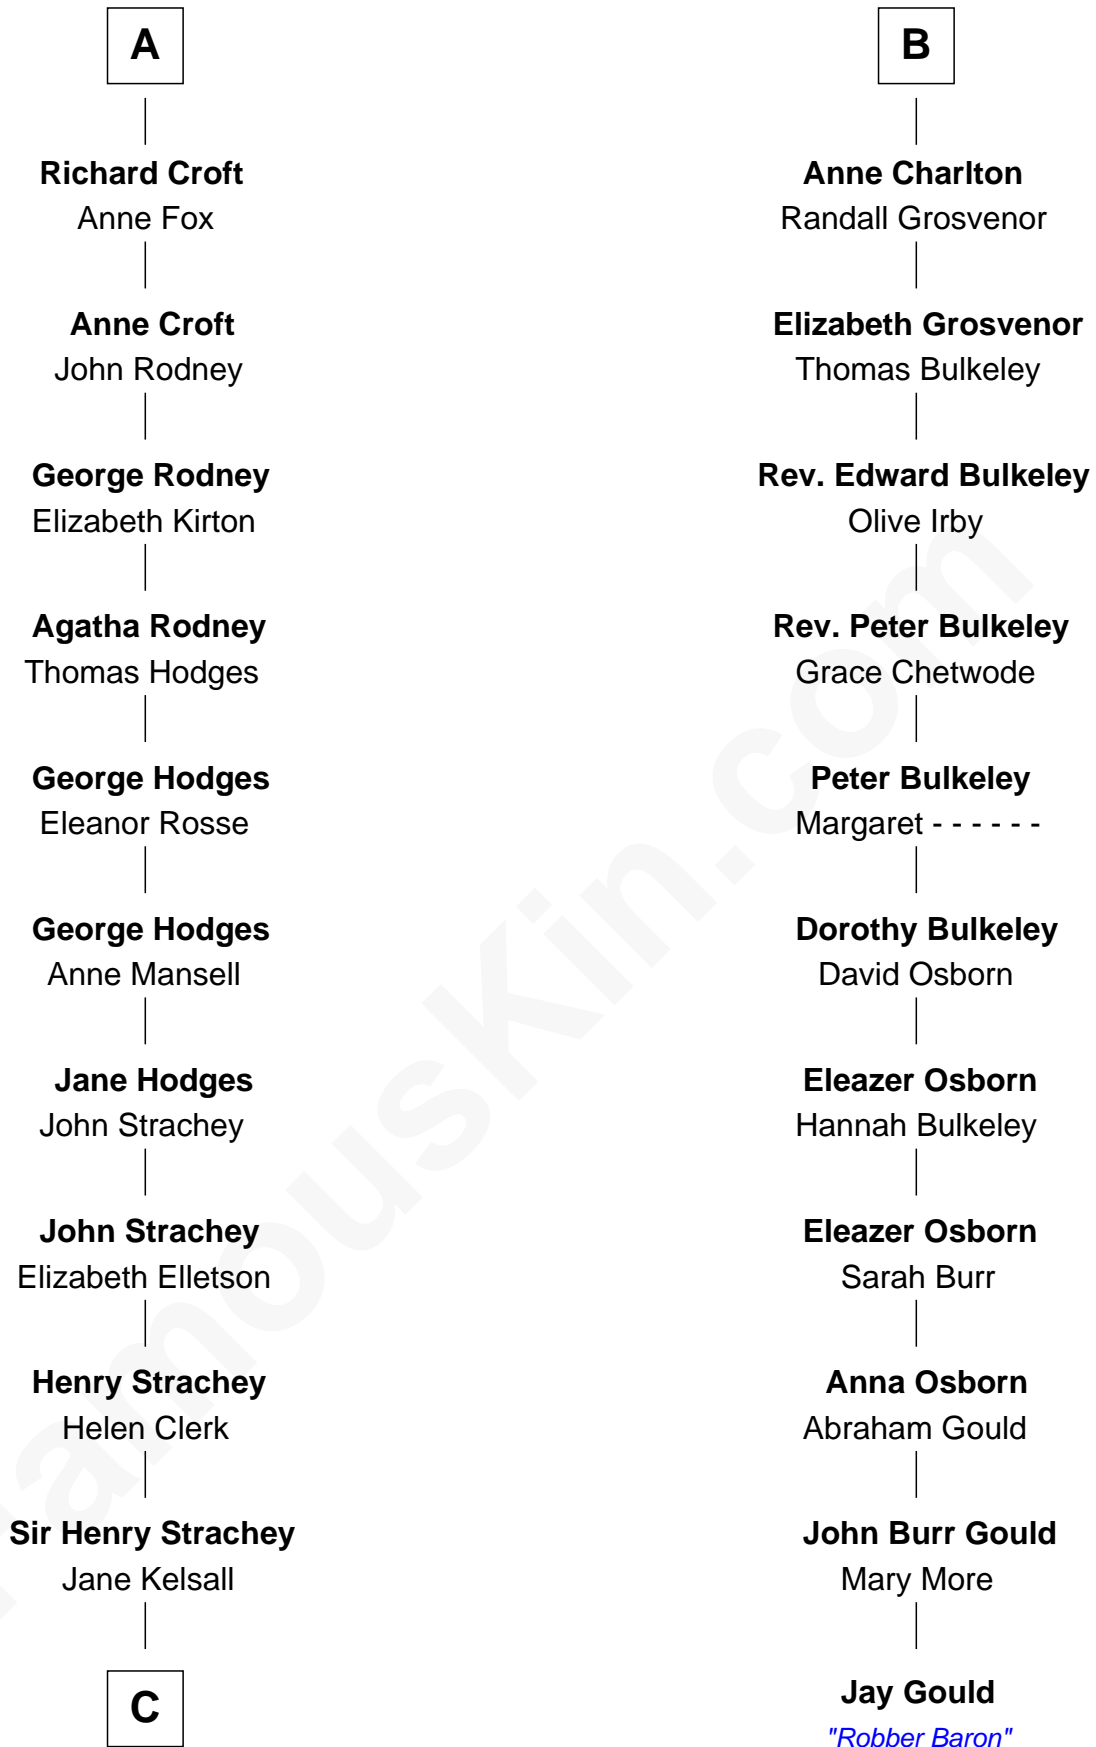 A
Richard Croft
Anne Fox
Anne Croft
John Rodney
George Rodney
Elizabeth Kirton
Agatha Rodney
Thomas Hodges
George Hodges
Eleanor Rosse
George Hodges
Anne Mansell
Jane Hodges
John Strachey
John Strachey
Elizabeth Elletson
Henry Strachey
Helen Clerk
Sir Henry Strachey
Jane Kelsall
C
B
Anne Charlton
Randall Grosvenor
Elizabeth Grosvenor
Thomas Bulkeley
Rev. Edward Bulkeley
Olive Irby
Rev. Peter Bulkeley
Grace Chetwode
Peter Bulkeley
Margaret - - - - - -
Dorothy Bulkeley
David Osborn
Eleazer Osborn
Hannah Bulkeley
Eleazer Osborn
Sarah Burr
Anna Osborn
Abraham Gould
John Burr Gould
Mary More
Jay Gould
"Robber Baron"
FamousKin.com